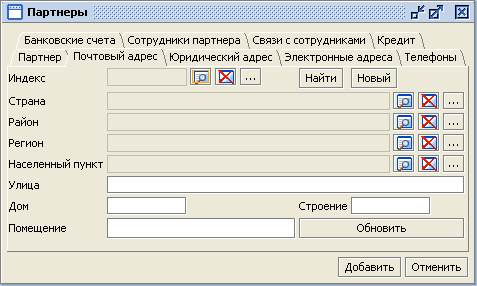 Партнеры
Банковские счета Сотрудники партнера Связи с сотрудниками Кредит
Партнер Почтовый адрес Юридический адрес Электронные адреса Телефоны
Индекс ... Найти Новый
Страна ...
Район ...
Регион ...
Населенный пункт ...
Улица
Дом Строение
Помещение Обновить
Добавить Отменить